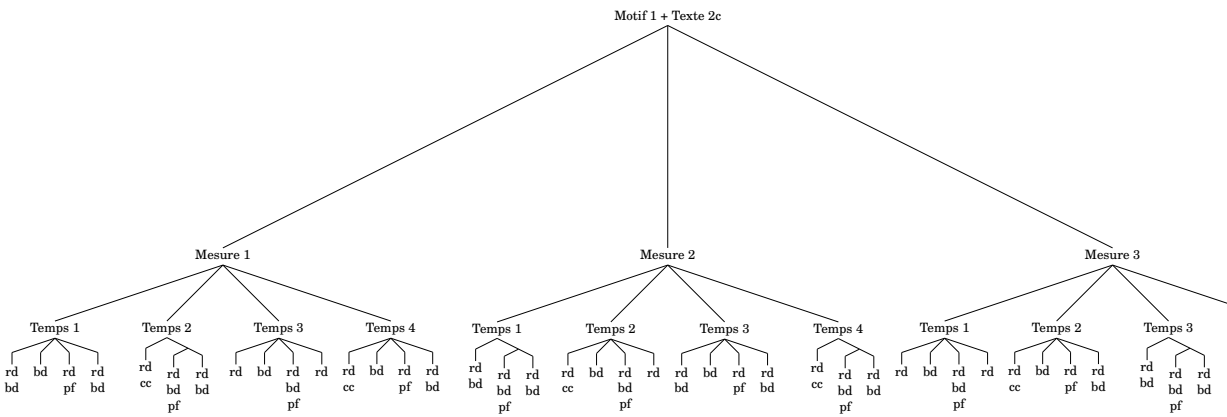 Motif 1 + Texte 2c
Mesure 1 Mesure 2 Mesure 3
Temps 1 Temps 2 Temps 3 Temps 4 Temps 1 Temps 2 Temps 3 Temps 4 Temps 1 Temps 2 Temps 3
rd bd rd rd rd rd rd rd bd rd rd rd bd rd rd rd rd rd rd bd rd rd rd bd rd rd rd rd rd rd bd rd rd rd bd rd rd rd rd rd
bd pf bd cc bd bd bd cc pf bd bd bd bd cc bd bd pf bd cc bd bd bd cc pf bd bd bd bd
pf pf pf pf pf pf pf